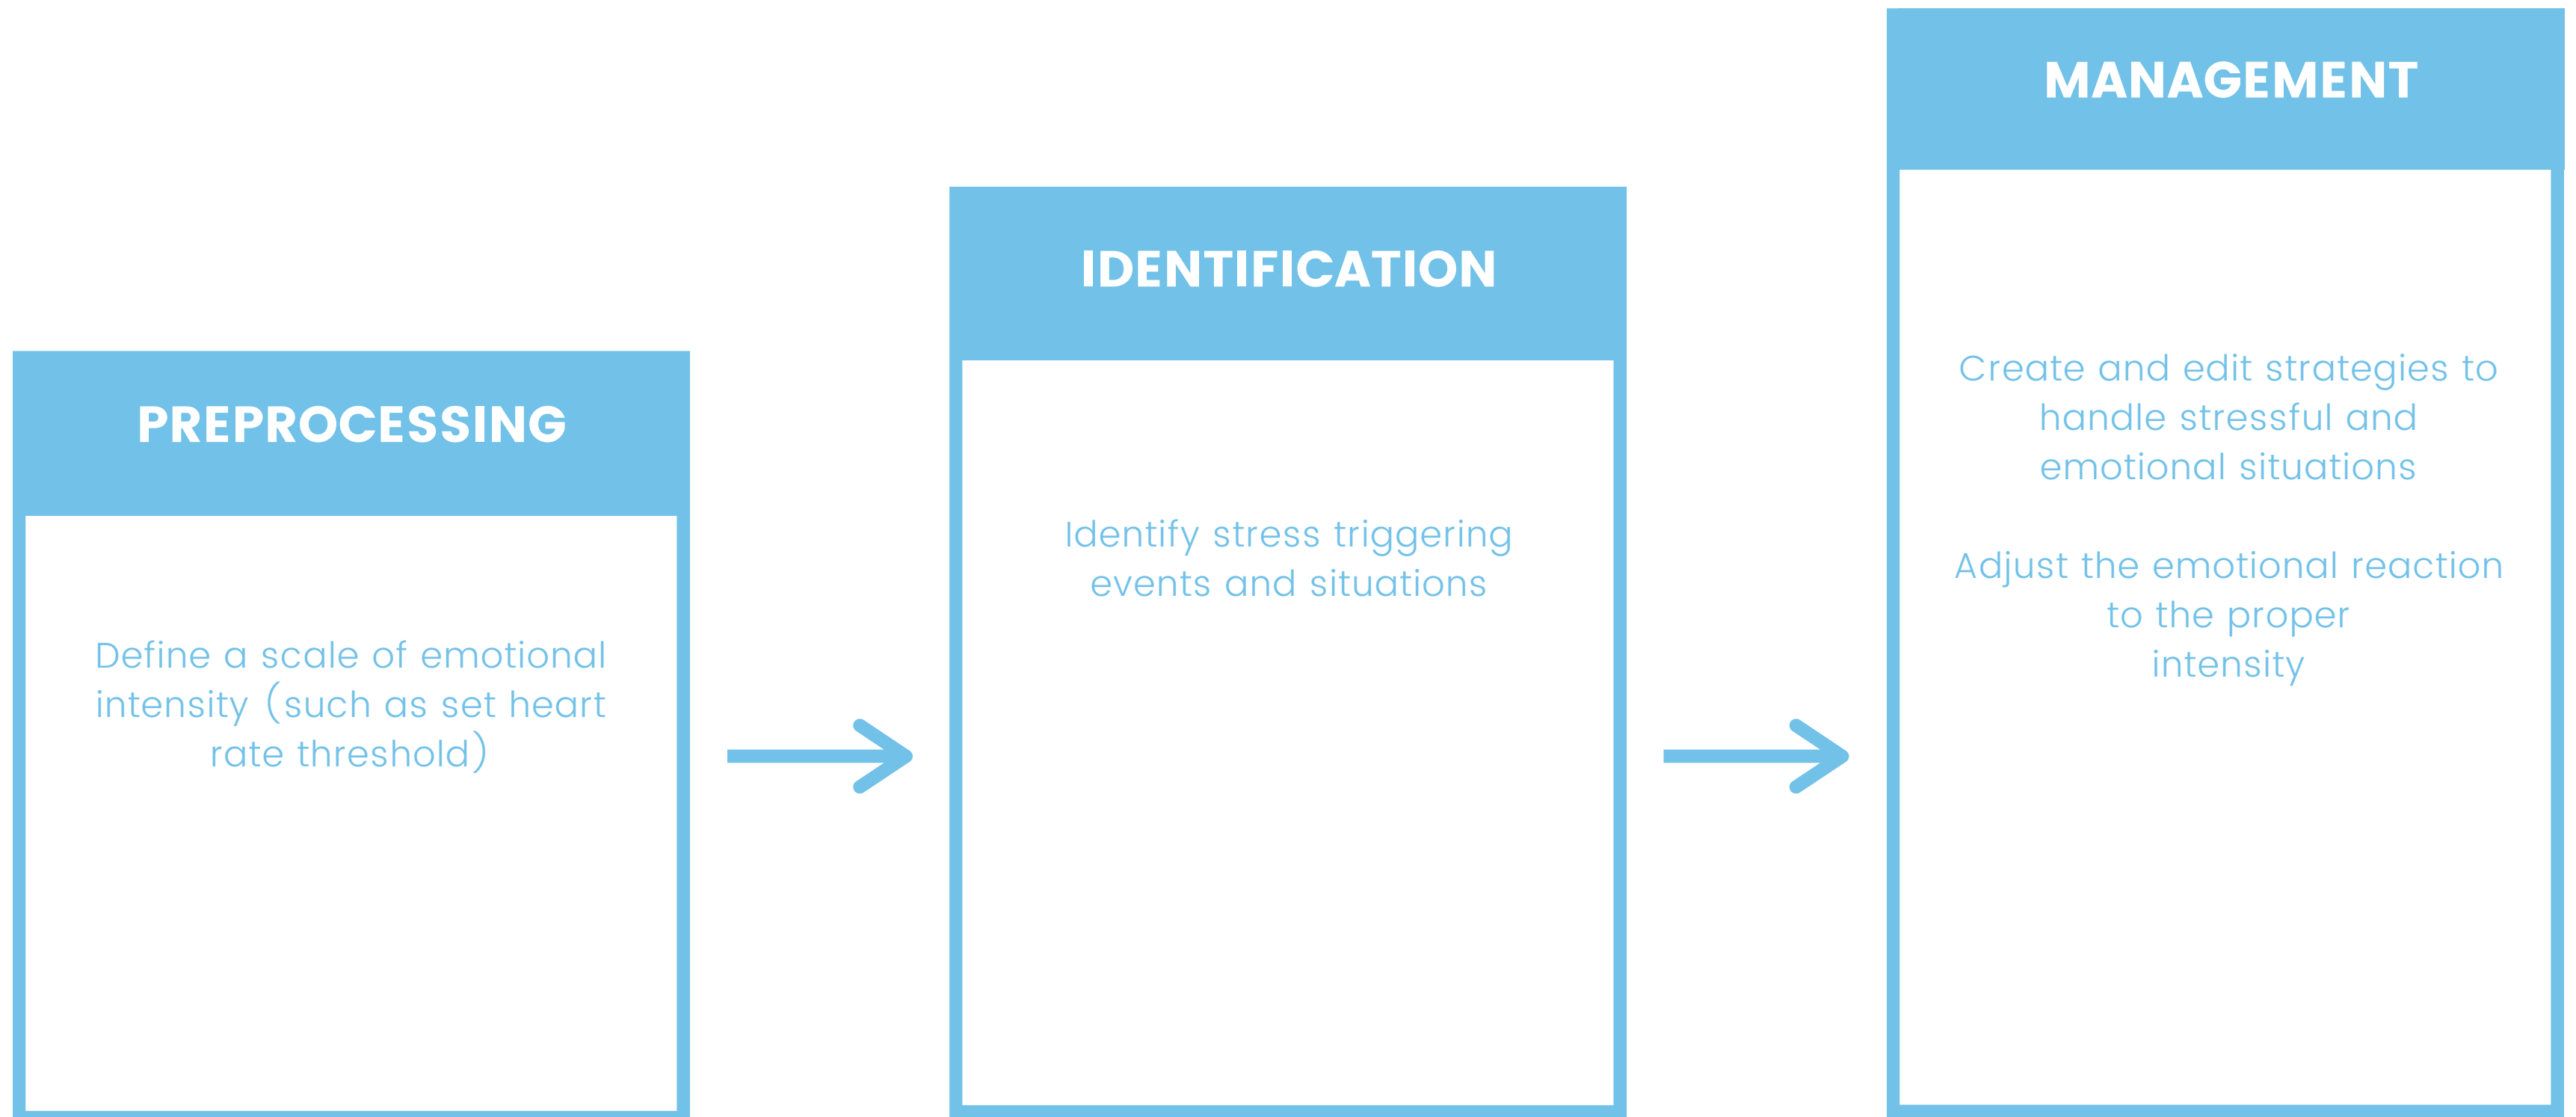 PREPROCESSING
Define a scale of emotional
intensity (such as set heart
rate threshold)
IDENTIFICATION
Identify stress triggering
events and situations
MANAGEMENT
Create and edit strategies to
handle stressful and
emotional situations
Adjust the emotional reaction
to the proper
intensity